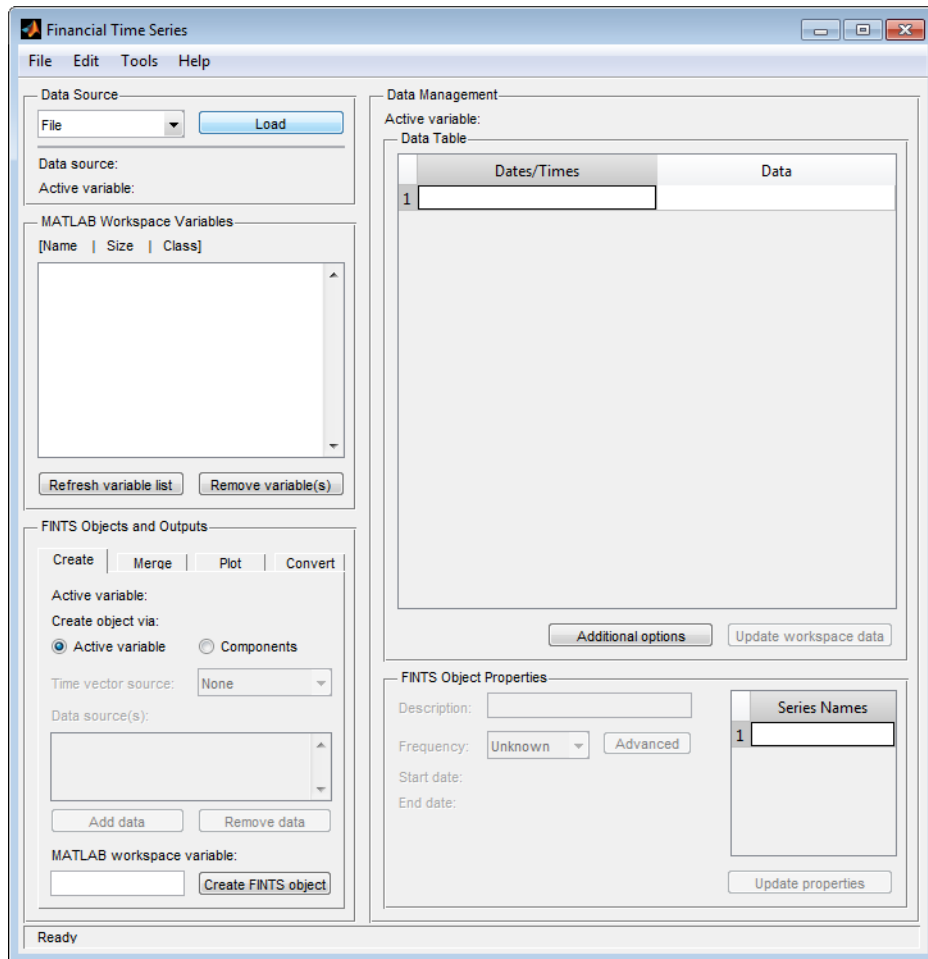 Financial Time Series
File Edit Tools Help
Data Source
File
Load
Data source:
Active variable:
MATLAB Workspace Variables
[Name | Size | Class]
Refresh variable list
Remove variable(s)
FINTS Objects and Outputs
Create
Merge
Plot
Convert
Active variable:
Create object via:
Active variable
Components
Time vector source:
None
Data source(s):
Add data
Remove data
MATLAB workspace variable:
Create FINTS object
Data Management
Active variable:
Data Table
Dates/Times
Data
1
Additional options
Update workspace data
FINTS Object Properties
Description:
Frequency:
Unknown
Advanced
Start date:
End date:
Series Names
1
Update properties
Ready